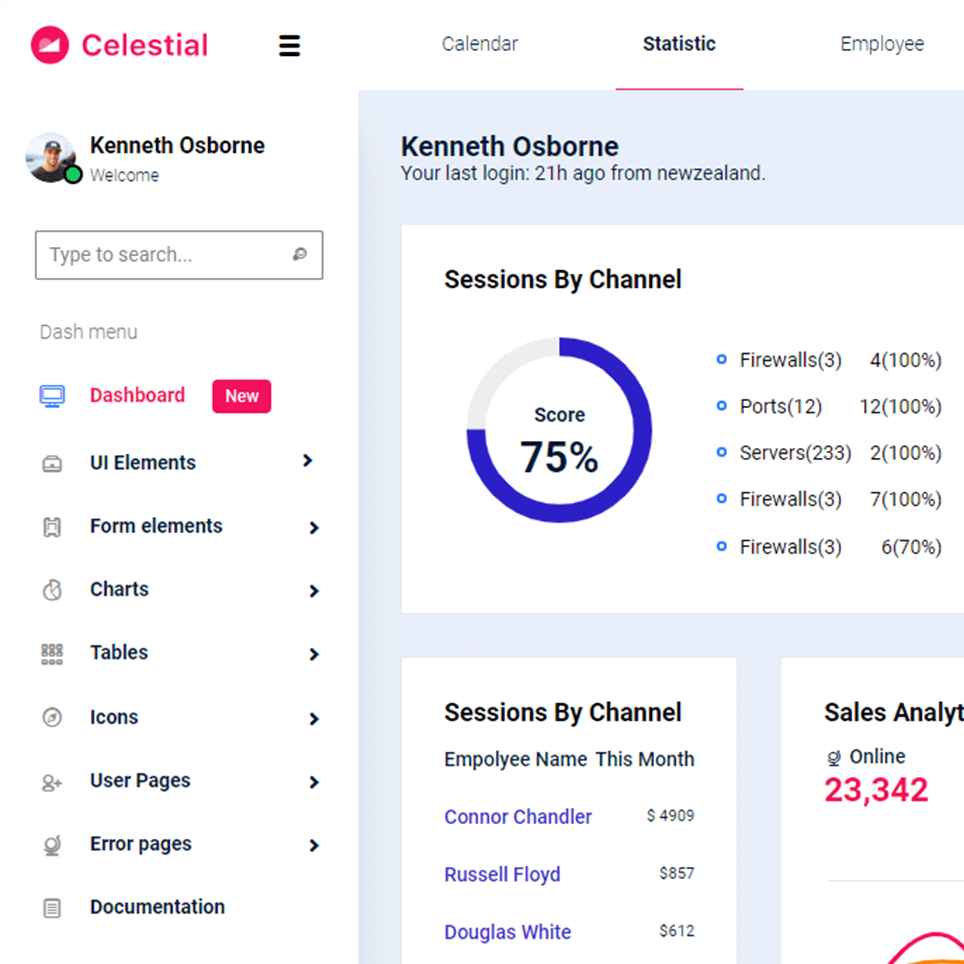 Celestial
Calendar Statistic Employee
Kenneth Osborne
Welcome
Type to search...
Dash menu
Dashboard New
UI Elements
Form elements
Charts
Tables
Icons
User Pages
Error pages
Documentation
Kenneth Osborne
Your last login: 21h ago from newzealand.
Sessions By Channel
Score
75%
Firewalls(3) 4(100%)
Ports(12) 12(100%)
Servers(233) 2(100%)
Firewalls(3) 7(100%)
Firewalls(3) 6(70%)
Sessions By Channel
Empolyee Name This Month
Connor Chandler $ 4909
Russell Floyd $857
Douglas White $612
Sales Analyt
Online
23,342